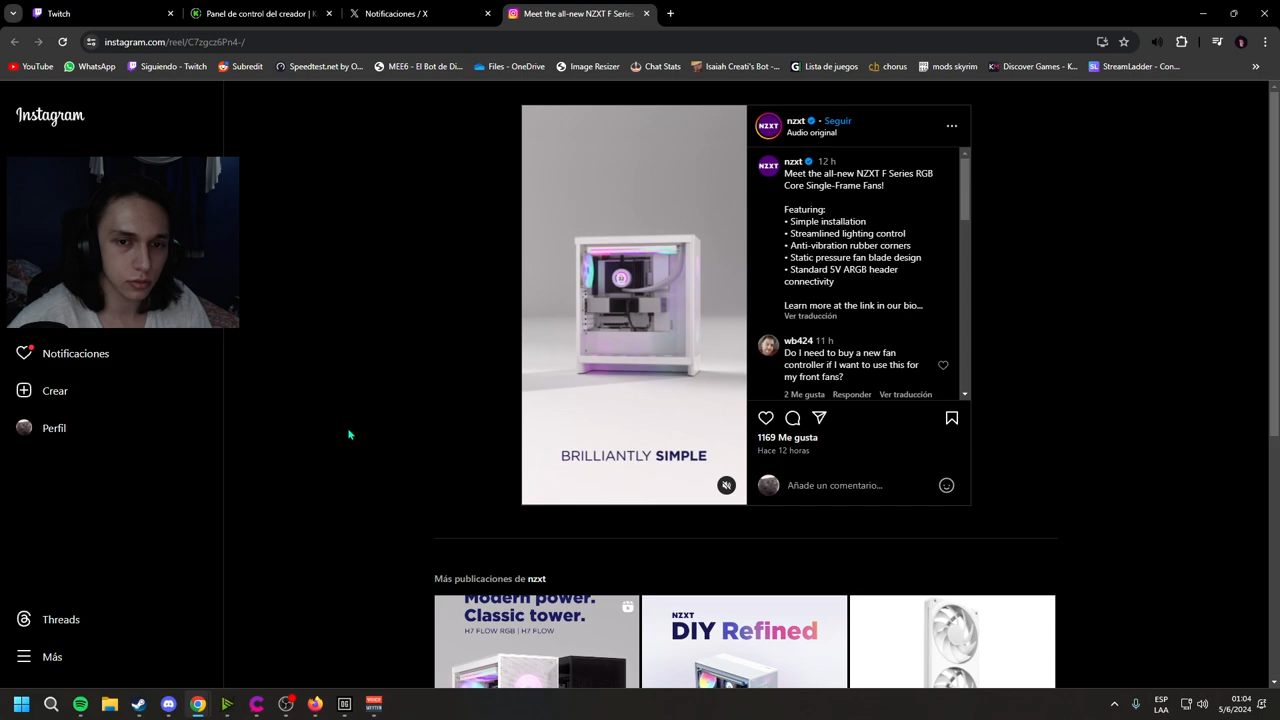 Twitch
Panel de control del creador | K
Notificaciones / X
Meet the all-new NZXT F Series
instagram.com/reel/C7zgcz6Pn4-/
YouTube
WhatsApp
Siguiendo - Twitch
Subredit
Speedtest.net by O...
MEE6 - El Bot de Di...
Files - OneDrive
Image Resizer
Chat Stats
Isaiah Creati's Bot -...
Lista de juegos
chorus
mods skyrim
Discover Games - K...
StreamLadder - Con...
Instagram
Notificaciones
Crear
Perfil
Threads
Más
BRILLIANTLY SIMPLE
NZXT
nzxt • Seguir
Audio original
NZXT
nzxt 12 h
Meet the all-new NZXT F Series RGB
Core Single-Frame Fans!
Featuring:
• Simple installation
• Streamlined lighting control
• Anti-vibration rubber corners
• Static pressure fan blade design
• Standard 5V ARGB header
connectivity
Learn more at the link in our bio...
Ver traducción
wb424 11 h
Do I need to buy a new fan
controller if I want to use this for
my front fans?
2 Me gusta Responder Ver traducción
1169 Me gusta
Hace 12 horas
Añade un comentario...
Más publicaciones de nzxt
Modern power.
Classic tower.
H7 FLOW RGB | H7 FLOW
NZXT
DIY Refined
ESP
LAA
01:04
5/6/2024